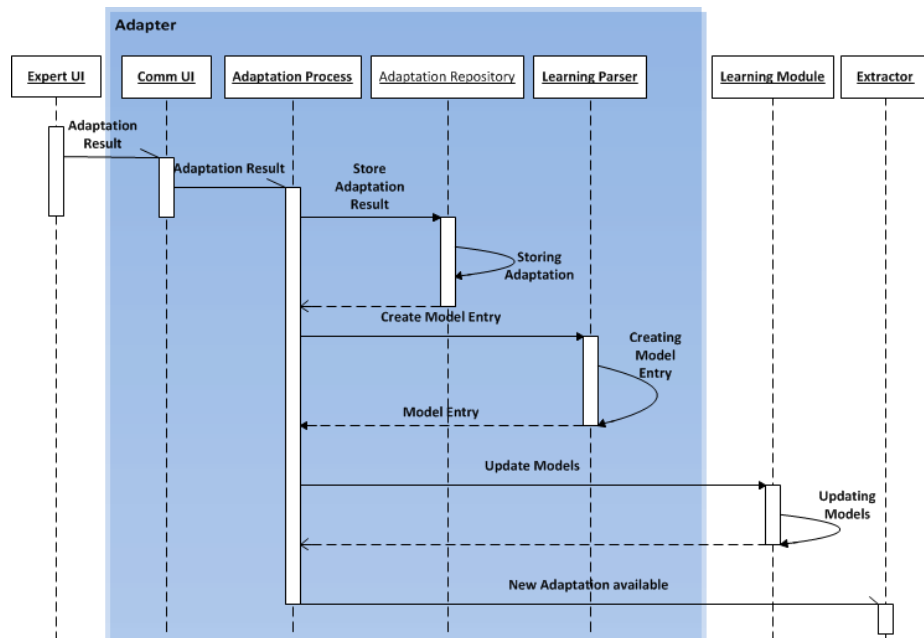 Adapter
Expert UI
Comm UI
Adaptation Process
Adaptation Repository
Learning Parser
Learning Module
Extractor
Adaptation
Result
Adaptation Result
Store
Adaptation
Result
Storing
Adaptation
Create Model Entry
Creating
Model
Entry
Model Entry
Update Models
Updating
Models
New Adaptation available